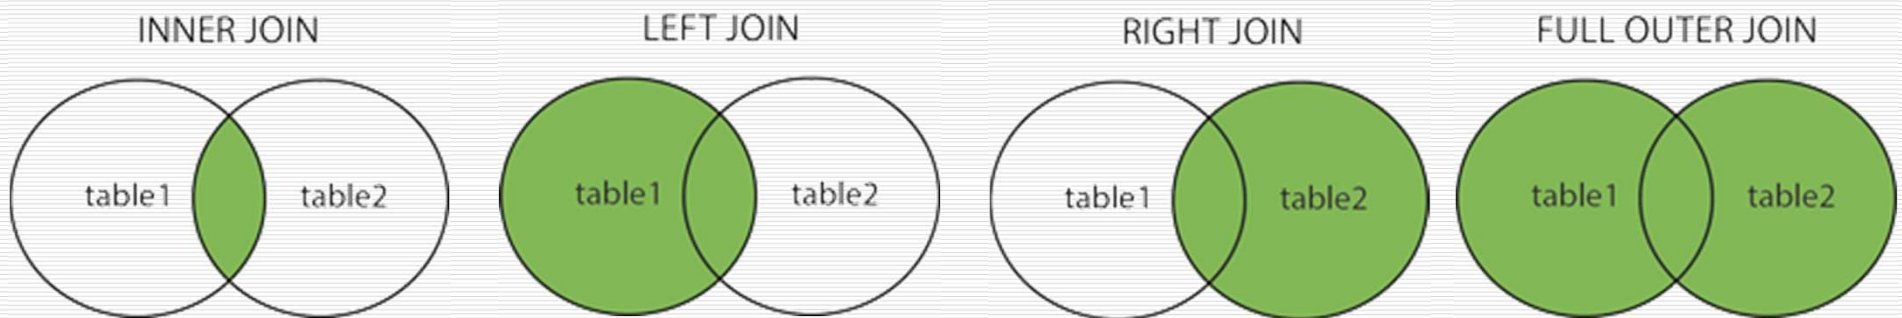 INNER JOIN
table1
table2
LEFT JOIN
table1
table2
RIGHT JOIN
table1
table2
FULL OUTER JOIN
table1
table2